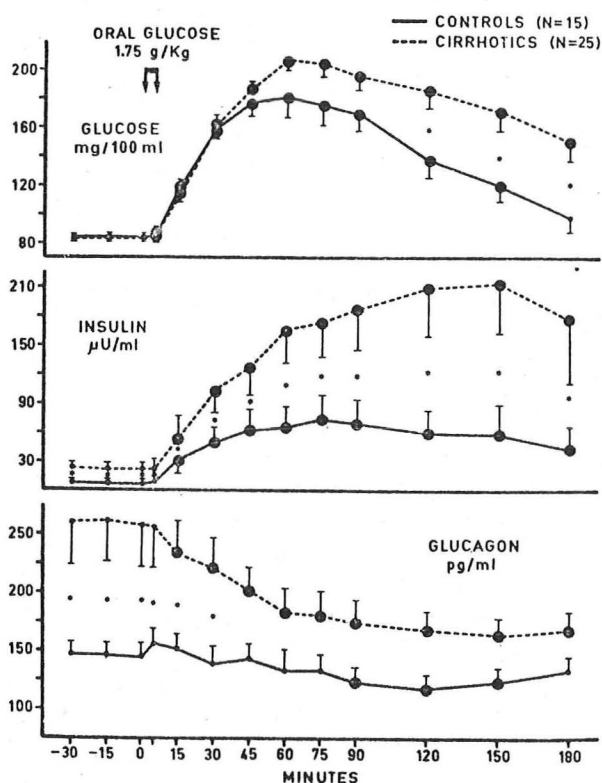 CONTROLS (N=15)
CIRRHOTICS (N=25)
ORAL GLUCOSE
1.75 g/Kg
GLUCOSE
mg/100 ml
200
160
120
80
INSULIN
µU/ml
210
150
90
30
GLUCAGON
pg/ml
250
200
150
100
-30 -15 0 15 30 45 60 75 90 120 150 180
MINUTES